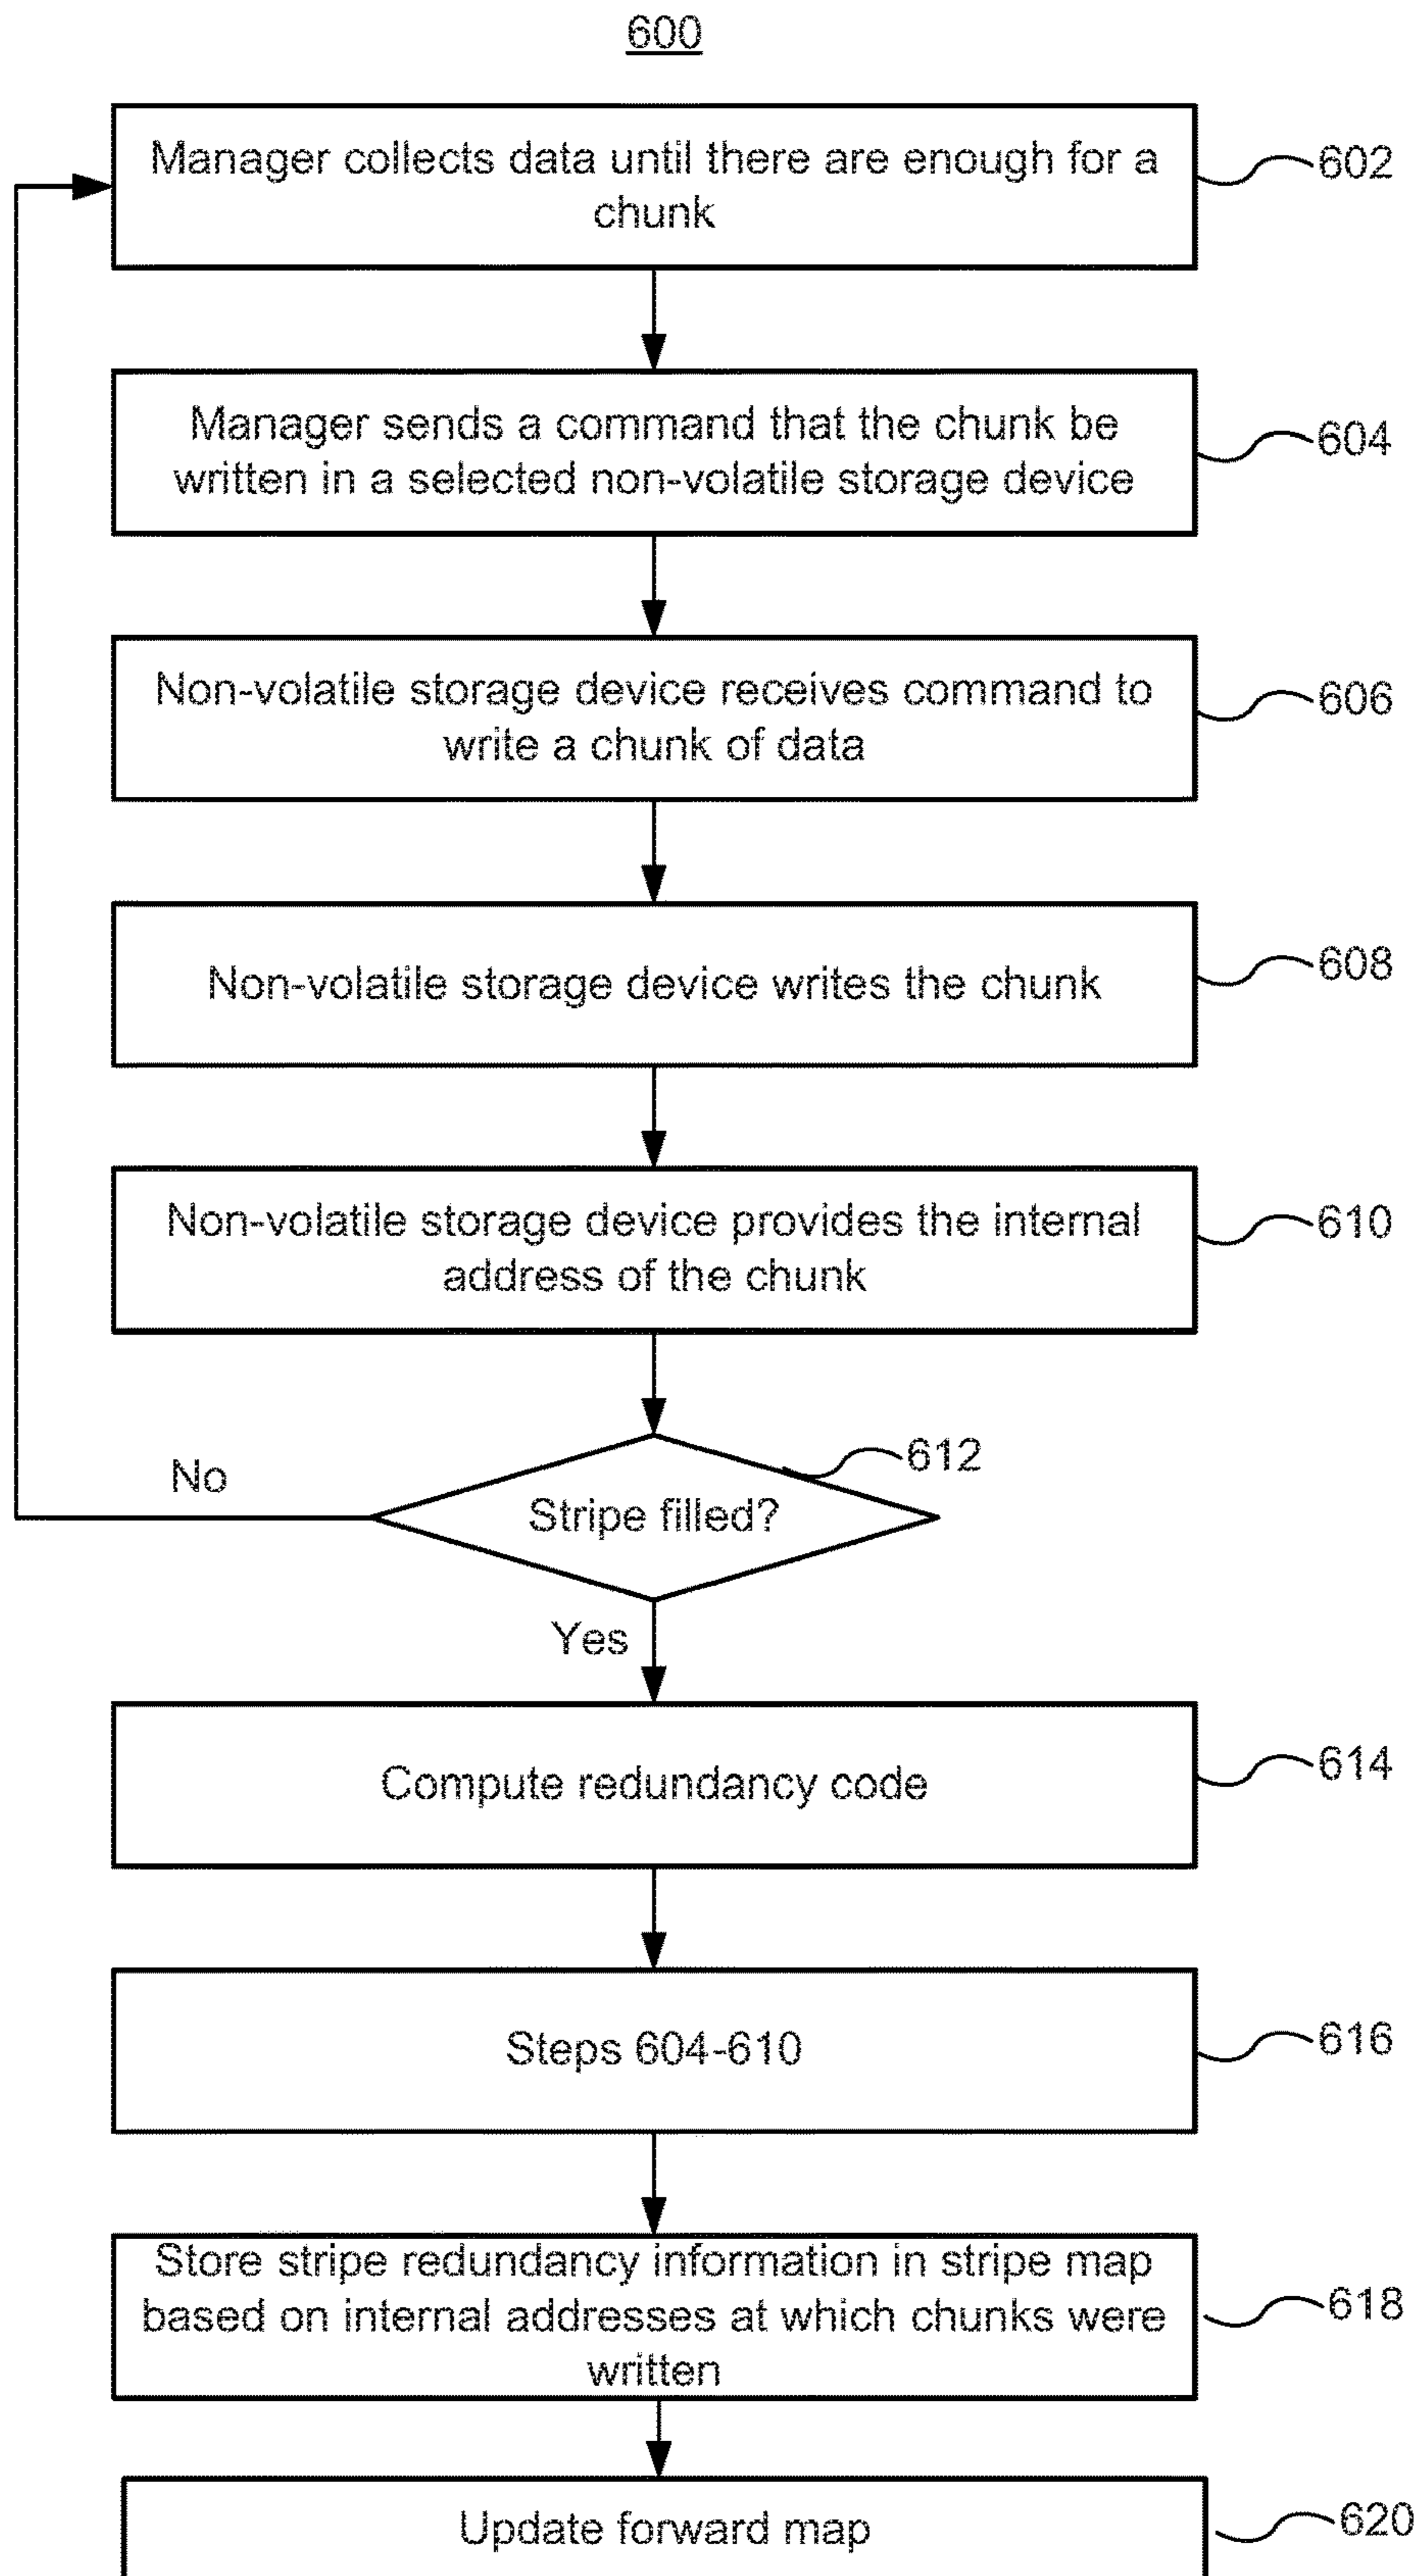 600
Manager collects data until there are enough for a
chunk
602
Manager sends a command that the chunk be
written in a selected non-volatile storage device
604
Non-volatile storage device receives command to
write a chunk of data
606
Non-volatile storage device writes the chunk
608
Non-volatile storage device provides the internal
address of the chunk
610
612
No
Stripe filled?
Yes
Compute redundancy code
614
Steps 604-610
616
Store stripe redundancy information in stripe map
based on internal addresses at which chunks were
written
618
Update forward map
620